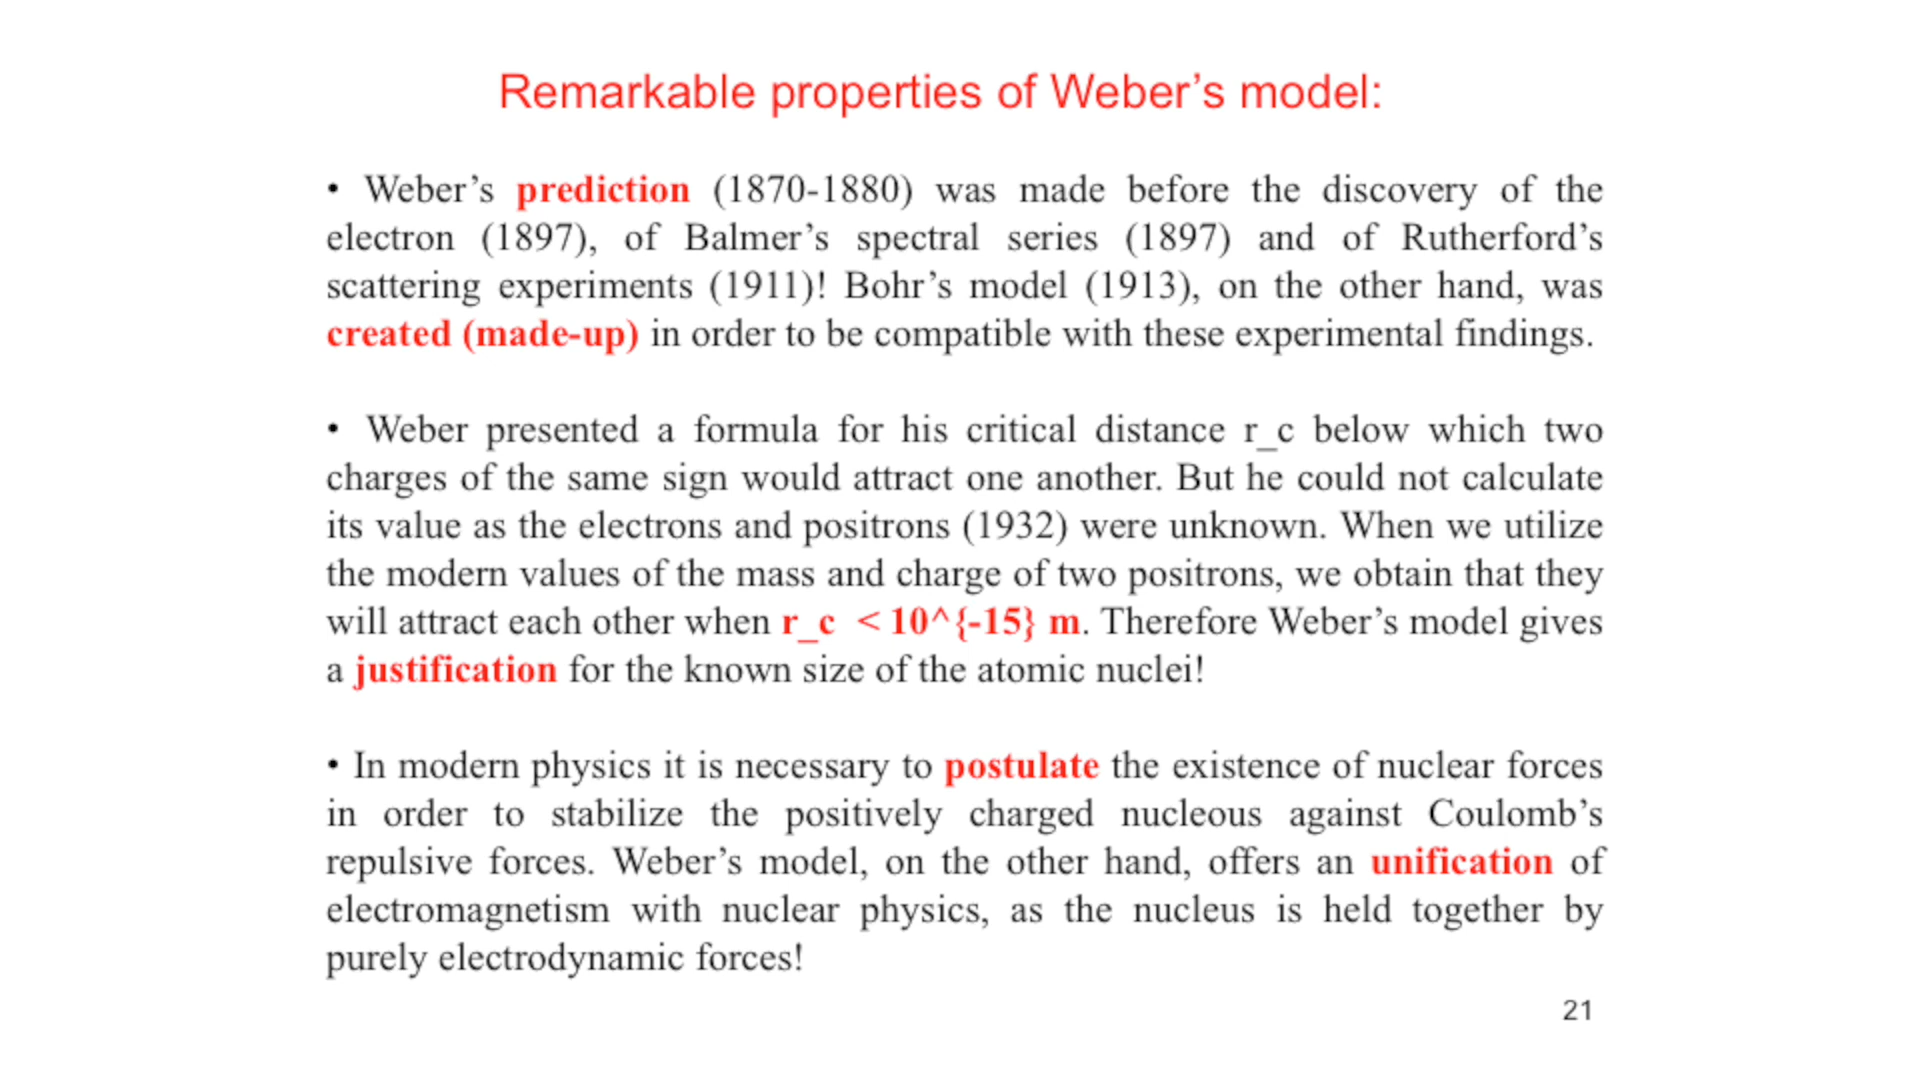 Remarkable properties of Weber's model:
• Weber's prediction (1870-1880) was made before the discovery of the
electron (1897), of Balmer's spectral series (1897) and of Rutherford's
scattering experiments (1911)! Bohr's model (1913), on the other hand, was
created (made-up) in order to be compatible with these experimental findings.
• Weber presented a formula for his critical distance r_c below which two
charges of the same sign would attract one another. But he could not calculate
its value as the electrons and positrons (1932) were unknown. When we utilize
the modern values of the mass and charge of two positrons, we obtain that they
will attract each other when r_c < 10^{-15} m. Therefore Weber's model gives
a justification for the known size of the atomic nuclei!
• In modern physics it is necessary to postulate the existence of nuclear forces
in order to stabilize the positively charged nucleous against Coulomb's
repulsive forces. Weber's model, on the other hand, offers an unification of
electromagnetism with nuclear physics, as the nucleus is held together by
purely electrodynamic forces!
21